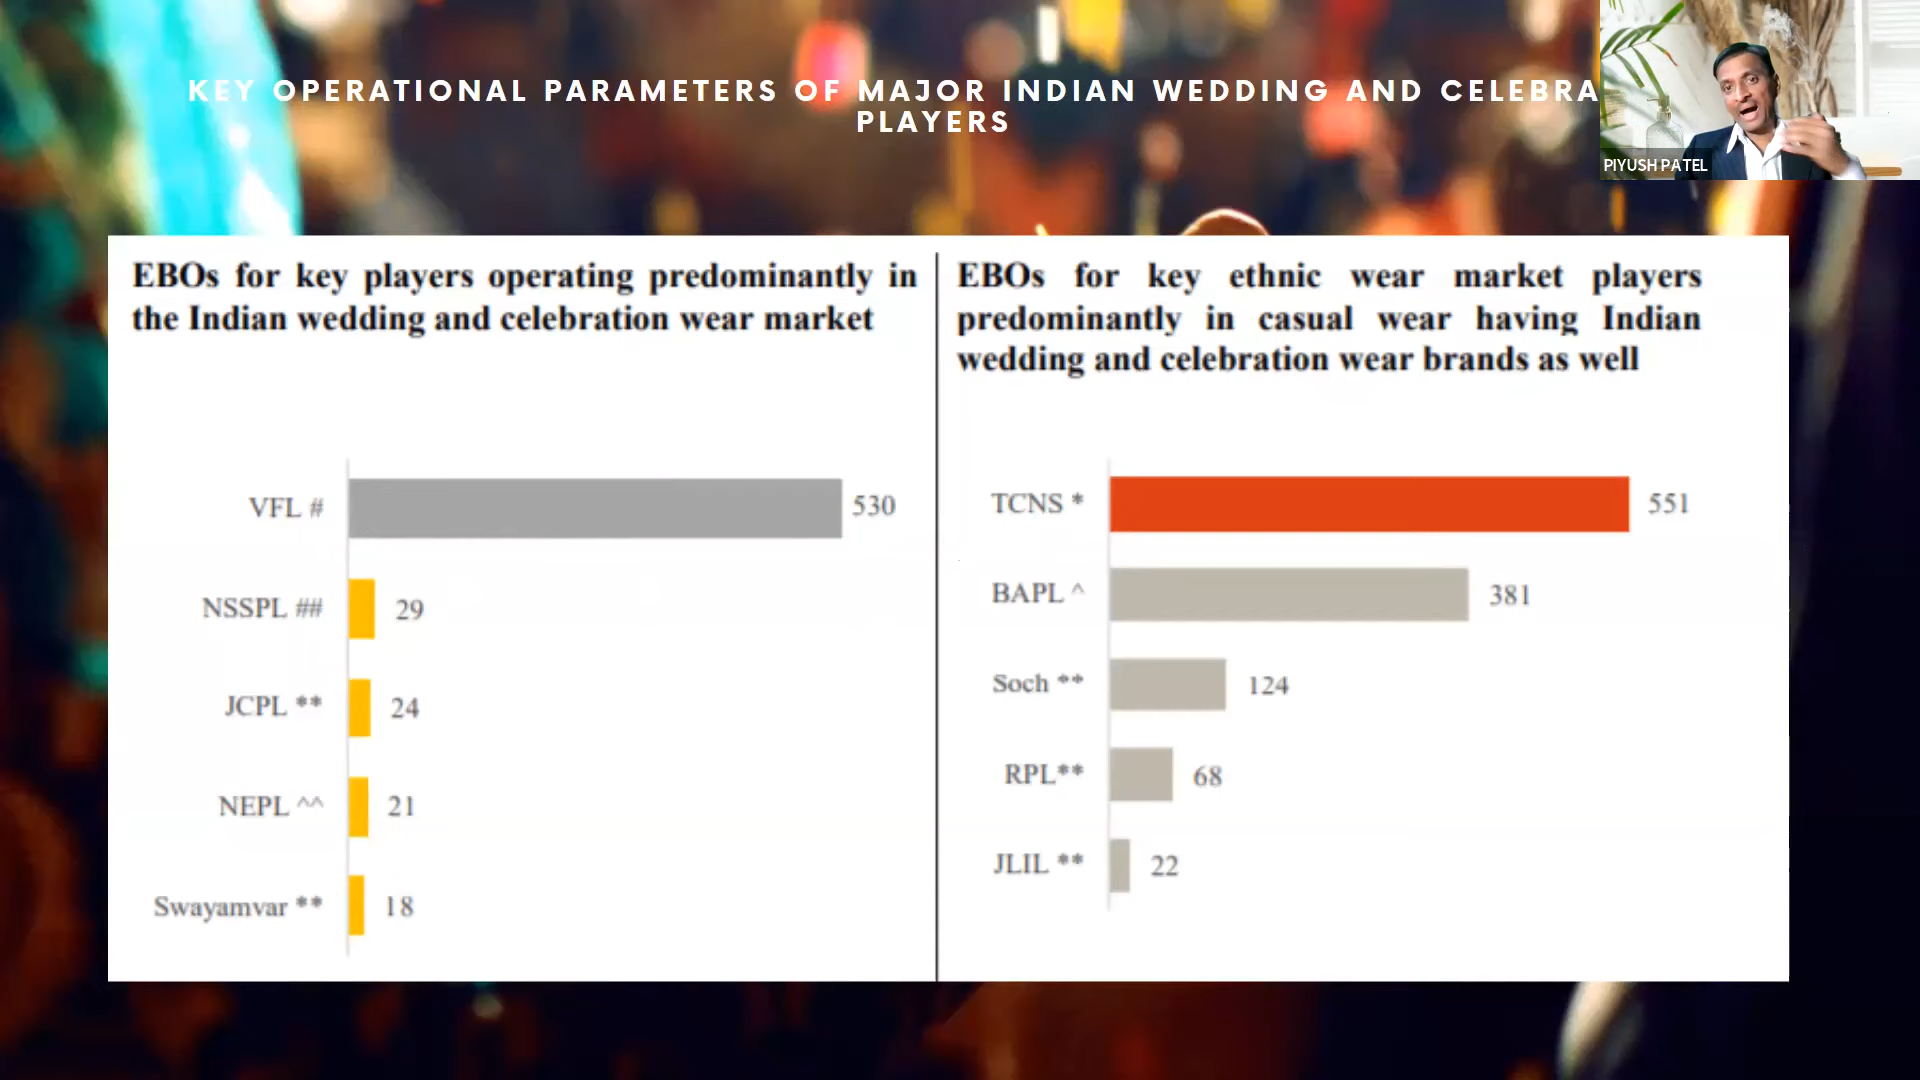 KEY OPERATIONAL PARAMETERS OF MAJOR INDIAN WEDDING AND CELEBRA
PLAYERS
PIYUSH PATEL
EBOs for key players operating predominantly in
the Indian wedding and celebration wear market
VFL # 530
NSSPL ## 29
JCPL ** 24
NEPL ^^ 21
Swayamvar ** 18
EBOs for key ethnic wear market players
predominantly in casual wear having Indian
wedding and celebration wear brands as well
TCNS * 551
BAPL ^ 381
Soch ** 124
RPL** 68
JLIL ** 22